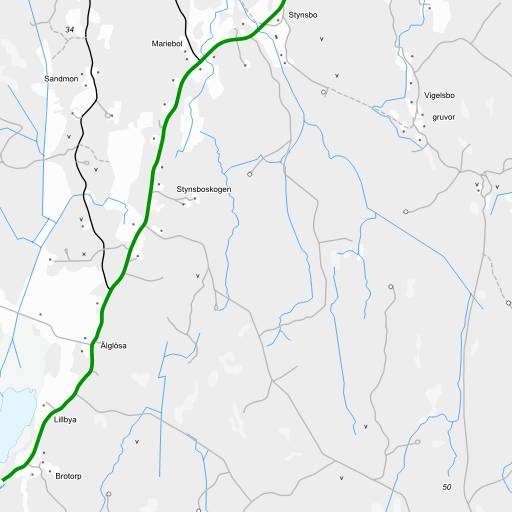 Stynsbo
34
Mariebol
Sandmon
Vigelsbo
gruvor
Stynsboskogen
Älglösa
Lillbya
Brotorp
50